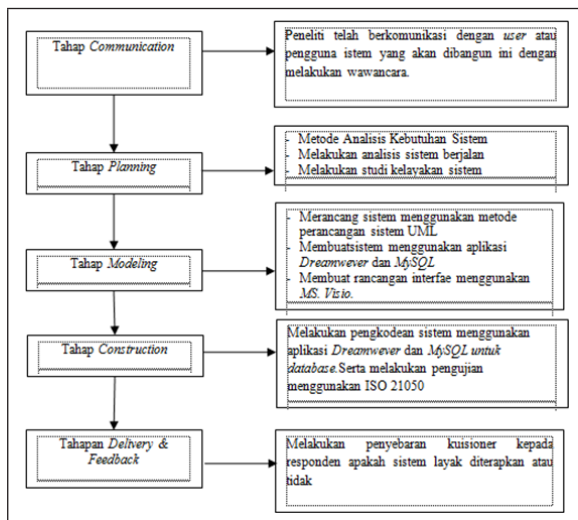 Tahap Communication
Peneliti telah berkomunikasi dengan user atau
pengguna istem yang akan dibangun ini dengan
melakukan wawancara.
Tahap Planning
- Metode Analisis Kebutuhan Sistem
- Melakukan analisis sistem berjalan
- Melakukan studi kelayakan sistem
Tahap Modeling
- Merancang sistem menggunakan metode
perancangan sistem UML
- Membuatsistem menggunakan aplikasi
Dreamwever dan MySQL
- Membuat rancangan interfae menggunakan
MS. Visio.
Tahap Construction
Melakukan pengkodean sistem menggunakan
aplikasi Dreamwever dan MySQL untuk
database.Serta melakukan pengujian
menggunakan ISO 21050
Tahapan Delivery &
Feedback
Melakukan penyebaran kuisioner kepada
responden apakah sistem layak diterapkan atau
tidak